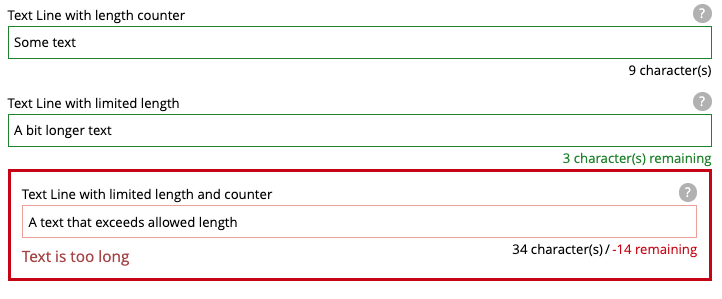 Text Line with length counter ?
Some text
9 character(s)
Text Line with limited length ?
A bit longer text
3 character(s) remaining
Text Line with limited length and counter ?
A text that exceeds allowed length
Text is too long 34 character(s) / -14 remaining